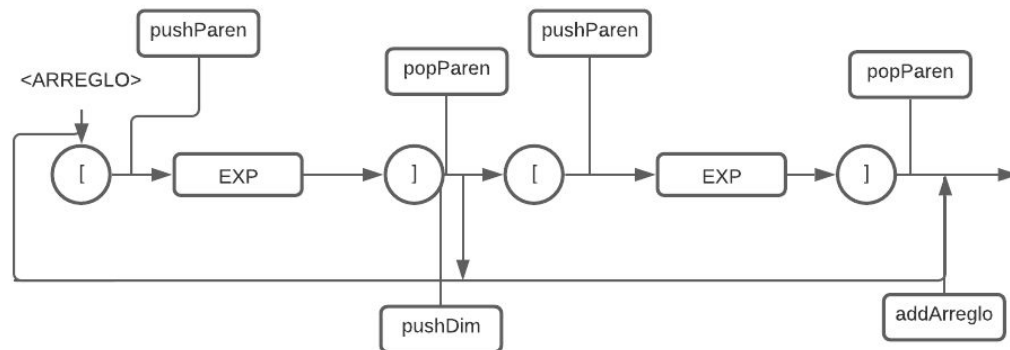 pushParen
pushParen
popParen
popParen
<ARREGLO>
[
EXP
]
[
EXP
]
pushDim
addArreglo